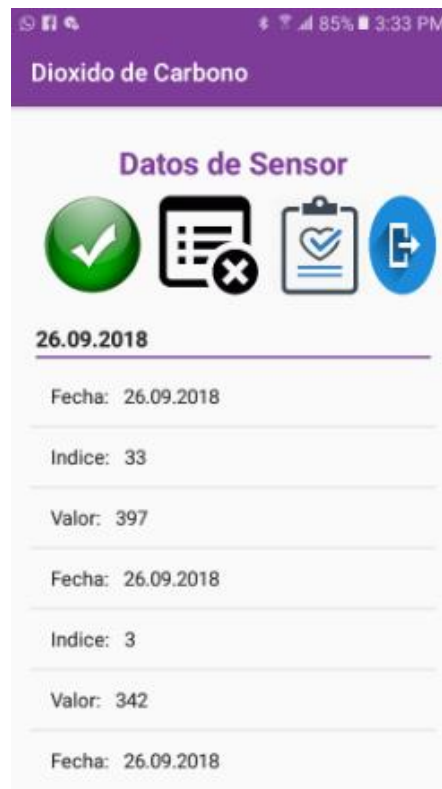 85% 3:33 PM
Dioxido de Carbono
Datos de Sensor
26.09.2018
Fecha: 26.09.2018
Indice: 33
Valor: 397
Fecha: 26.09.2018
Indice: 3
Valor: 342
Fecha: 26.09.2018